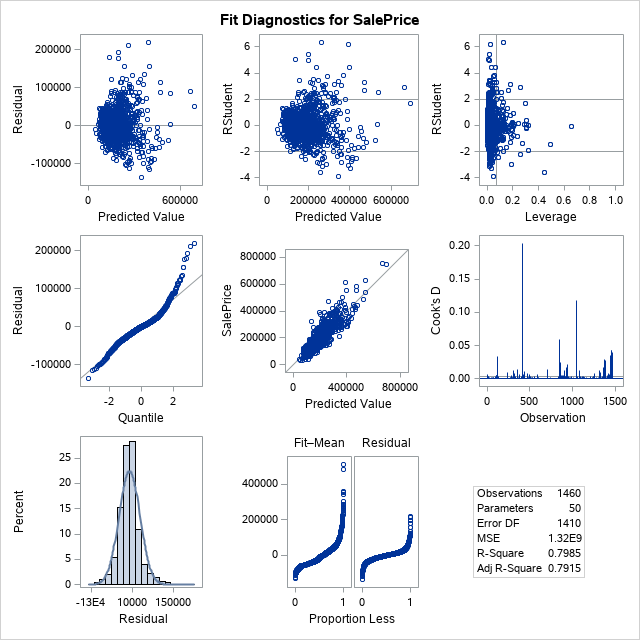 Fit Diagnostics for SalePrice
Residual
200000
100000
0
-100000
0 600000
Predicted Value
RStudent
6
4
2
0
-2
-4
200000 400000 600000
Predicted Value
RStudent
6
4
2
0
-2
-4
0.0 0.2 0.4 0.6 0.8 1.0
Leverage
Residual
200000
100000
0
-100000
-2 0 2
Quantile
SalePrice
800000
600000
400000
200000
0
0 400000 800000
Predicted Value
Cook's D
0.20
0.15
0.10
0.05
0.00
0 500 1000 1500
Observation
Percent
25
20
15
10
5
0
-13E4 10000 150000
Residual
Fit–Mean Residual
400000
200000
0
0 1 0 1
Proportion Less
Observations 1460
Parameters 50
Error DF 1410
MSE 1.32E9
R-Square 0.7985
Adj R-Square 0.7915